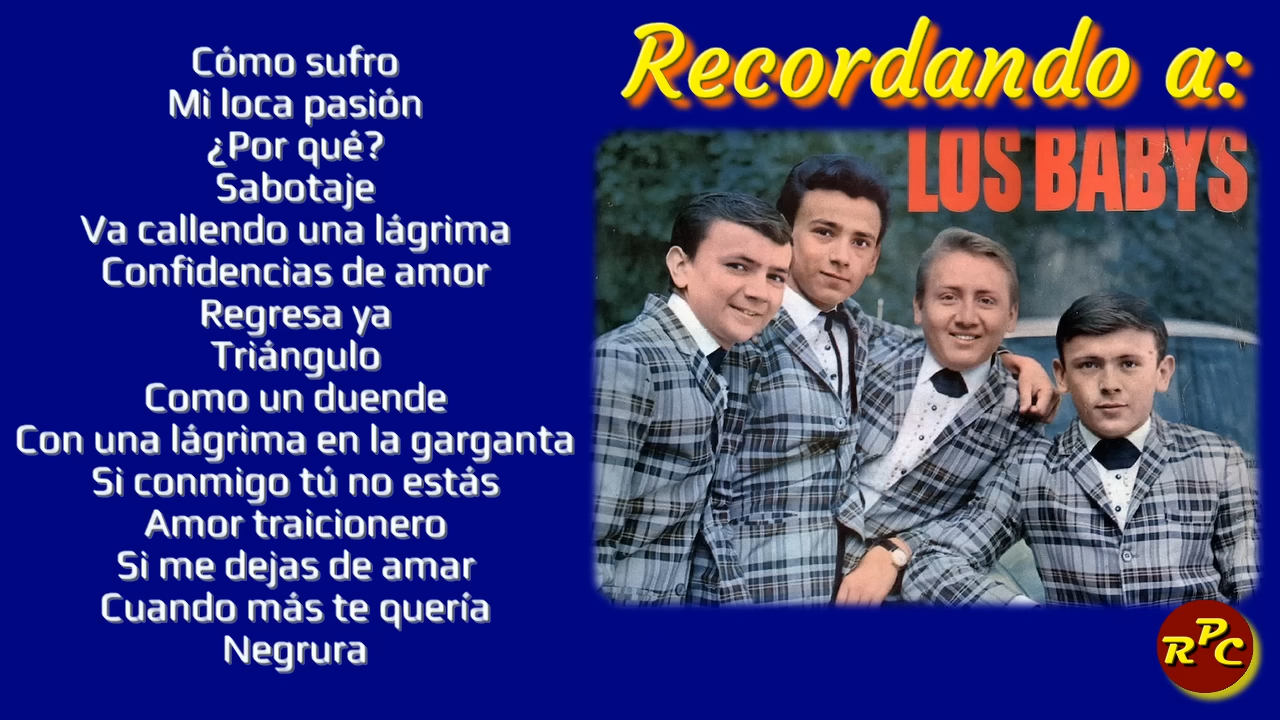 Cómo sufro
Mi loca pasión
¿Por qué?
Sabotaje
Va callendo una lágrima
Confidencias de amor
Regresa ya
Triángulo
Como un duende
Con una lágrima en la garganta
Si conmigo tú no estás
Amor traicionero
Si me dejas de amar
Cuando más te quería
Negrura
Recordando a:
LOS BABYS
RPC